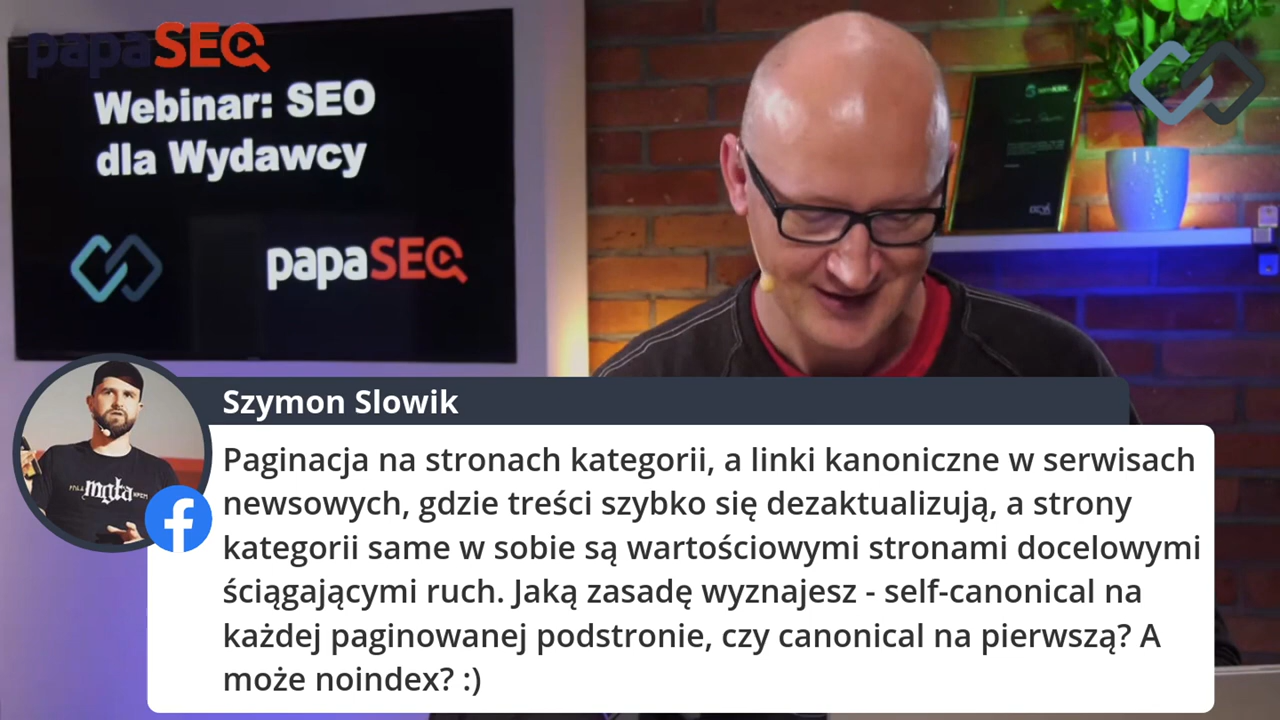 papaSEO
Webinar: SEO
dla Wydawcy
papaSEO
Szymon Slowik
Paginacja na stronach kategorii, a linki kanoniczne w serwisach
newsowych, gdzie treści szybko się dezaktualizują, a strony
kategorii same w sobie są wartościowymi stronami docelowymi
ściągającymi ruch. Jaką zasadę wyznajesz - self-canonical na
każdej paginowanej podstronie, czy canonical na pierwszą? A
może noindex? :)
mgła